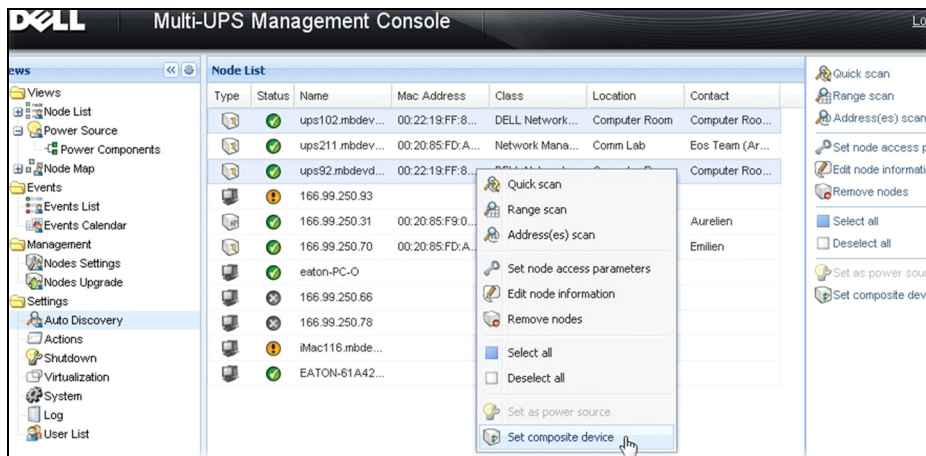 DELL Multi-UPS Management Console Lo
ews
Views
Node List
Power Source
Power Components
Node Map
Events
Events List
Events Calendar
Management
Nodes Settings
Nodes Upgrade
Settings
Auto Discovery
Actions
Shutdown
Virtualization
System
Log
User List
Node List
Type Status Name Mac Address Class Location Contact
ups102.mbdev... 00:22:19:FF:8... DELL Network... Computer Room Computer Roo...
ups211.mbdev... 00:20:85:FD:A... Network Mana... Comm Lab Eos Team (Ar...
ups92.mbdevd... 00:22:19:FF:8... Computer Roo...
166.99.250.93
166.99.250.31 00:20:85:F9:0... Aurelien
166.99.250.70 00:20:85:FD:A... Emilien
eaton-PC-O
166.99.250.66
166.99.250.78
iMac116.mbde...
EATON-61A42...
Quick scan
Range scan
Address(es) scan
Set node access parameters
Edit node information
Remove nodes
Select all
Deselect all
Set as power source
Set composite device
Quick scan
Range scan
Address(es) scan
Set node access p
Edit node informati
Remove nodes
Select all
Deselect all
Set as power sour
Set composite dev